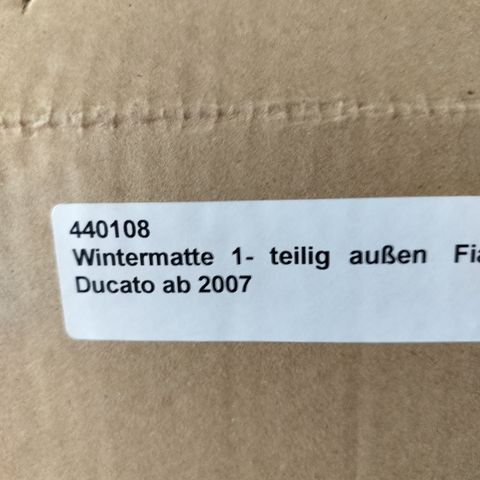 440108
Wintermatte 1- teilig außen Fia
Ducato ab 2007